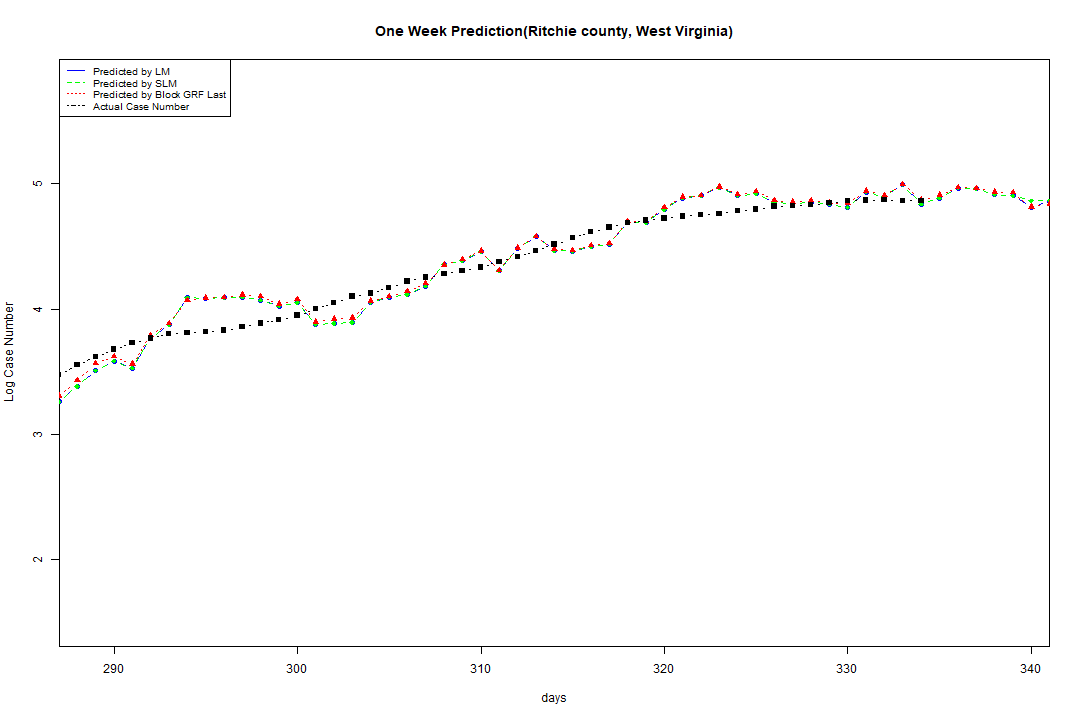 One Week Prediction(Ritchie county, West Virginia)
Predicted by LM
Predicted by SLM
Predicted by Block GRF Last
Actual Case Number
5
4
3
2
Log Case Number
290 300 310 320 330 340
days